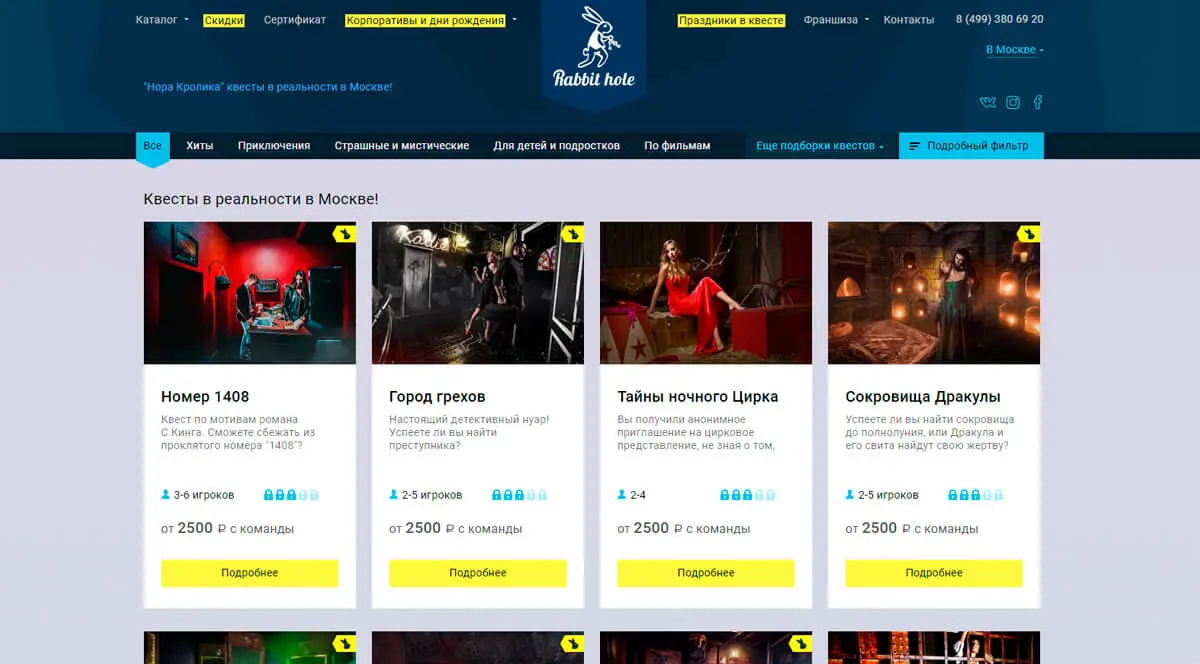 Каталог
Скидки
Сертификат
Корпоративы и дни рождения
Rabbit hole
Праздники в квесте
Франшиза
Контакты
8 (499) 380 69 20
В Москве
"Нора Кролика" квесты в реальности в Москве!
Все
Хиты
Приключения
Страшные и мистические
Для детей и подростков
По фильмам
Еще подборки квестов
Подробный фильтр
Квесты в реальности в Москве!
Номер 1408
Квест по мотивам романа
С.Кинга. Сможете сбежать из
проклятого номера "1408"?
3-6 игроков
от 2500 ₽ с команды
Подробнее
Город грехов
Настоящий детективный нуар!
Успеете ли вы найти
преступника?
2-5 игроков
от 2500 ₽ с команды
Подробнее
Тайны ночного Цирка
Вы получили анонимное
приглашение на цирковое
представление, не зная о том,
2-4
от 2500 ₽ с команды
Подробнее
Сокровища Дракулы
Успеете ли вы найти сокровища
до полнолуния, или Дракула и
его свита найдут свою жертву?
2-5 игроков
от 2500 ₽ с команды
Подробнее